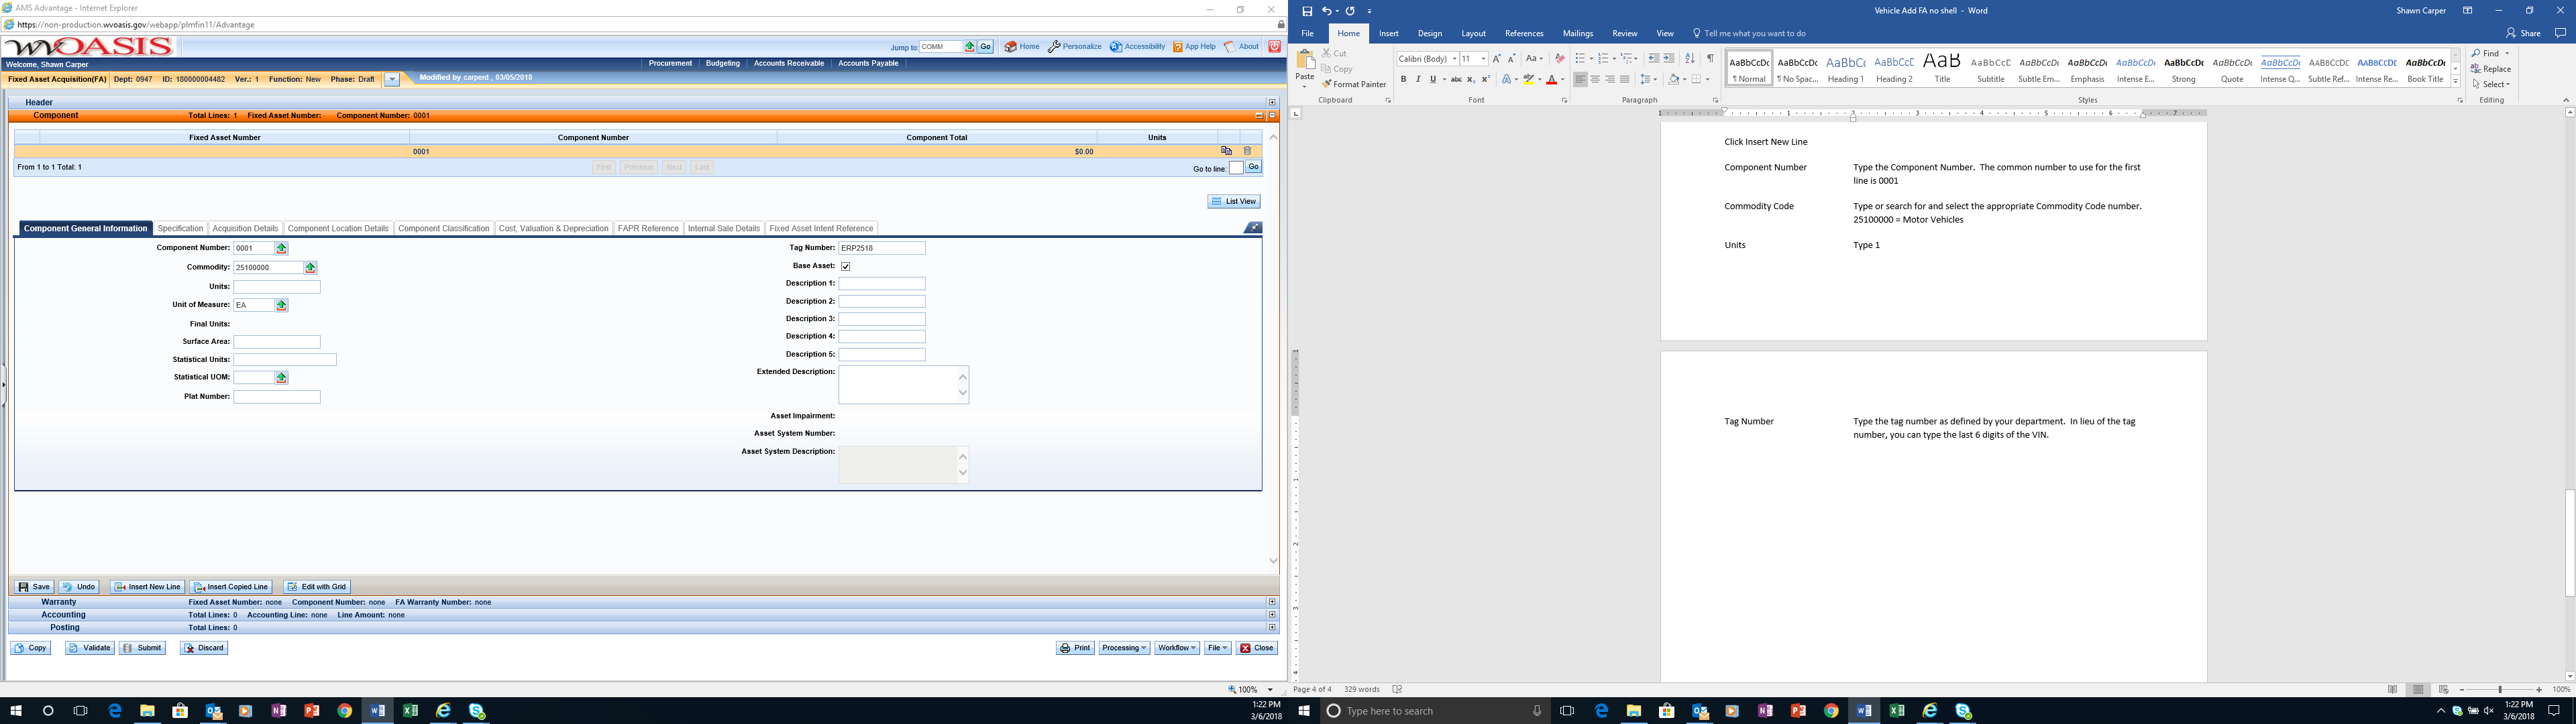 AMS Advantage - Internet Explorer
https://non-production.wvoasis.gov/webapp/plmfin11/Advantage
wvOASIS
Jump to: COMM Go Home Personalize Accessibility App Help About
Welcome, Shawn Carper Procurement Budgeting Accounts Receivable Accounts Payable
Fixed Asset Acquisition(FA) Dept: 0947 ID: 180000004482 Ver.: 1 Function: New Phase: Draft Modified by carperd , 03/05/2018
Header
Component Total Lines: 1 Fixed Asset Number: Component Number: 0001
Fixed Asset Number Component Number Component Total Units
0001 $0.00
From 1 to 1 Total: 1 First Previous Next Last Go to line: Go
List View
Component General Information Specification Acquisition Details Component Location Details Component Classification Cost, Valuation & Depreciation FAPR Reference Internal Sale Details Fixed Asset Intent Reference
Component Number: 0001 Tag Number: ERP2518
Commodity: 25100000 Base Asset:
Units: Description 1:
Unit of Measure: EA Description 2:
Final Units: Description 3:
Surface Area: Description 4:
Statistical Units: Description 5:
Statistical UOM: Extended Description:
Plat Number:
Asset Impairment:
Asset System Number:
Asset System Description:
Save Undo Insert New Line Insert Copied Line Edit with Grid
Warranty Fixed Asset Number: none Component Number: none FA Warranty Number: none
Accounting Total Lines: 0 Accounting Line: none Line Amount: none
Posting Total Lines: 0
Copy Validate Submit Discard Print Processing Workflow File Close
100%
1:22 PM
3/6/2018
Vehicle Add FA no shell - Word Shawn Carper
File Home Insert Design Layout References Mailings Review View Tell me what you want to do Share
Paste Cut Copy Format Painter
Clipboard
Calibri (Body) 11
Font
Paragraph
AaBbCcDc AaBbCcDc AaBbC( AaBbCcE AaB AaBbCcE AaBbCcDc AaBbCcDc AaBbCcDc AaBbCcDc AaBbCcDc AaBbCcDc AaBbCcDc AaBbCcDc AaBbCcDc
¶ Normal ¶ No Spac... Heading 1 Heading 2 Title Subtitle Subtle Em... Emphasis Intense E... Strong Quote Intense Q... Subtle Ref... Intense Re... Book Title
Styles
Find
Replace
Select
Editing
Click Insert New Line
Component Number Type the Component Number. The common number to use for the first
line is 0001
Commodity Code Type or search for and select the appropriate Commodity Code number.
25100000 = Motor Vehicles
Units Type 1
Tag Number Type the tag number as defined by your department. In lieu of the tag
number, you can type the last 6 digits of the VIN.
Page 4 of 4 329 words 100%
Type here to search
1:22 PM
3/6/2018